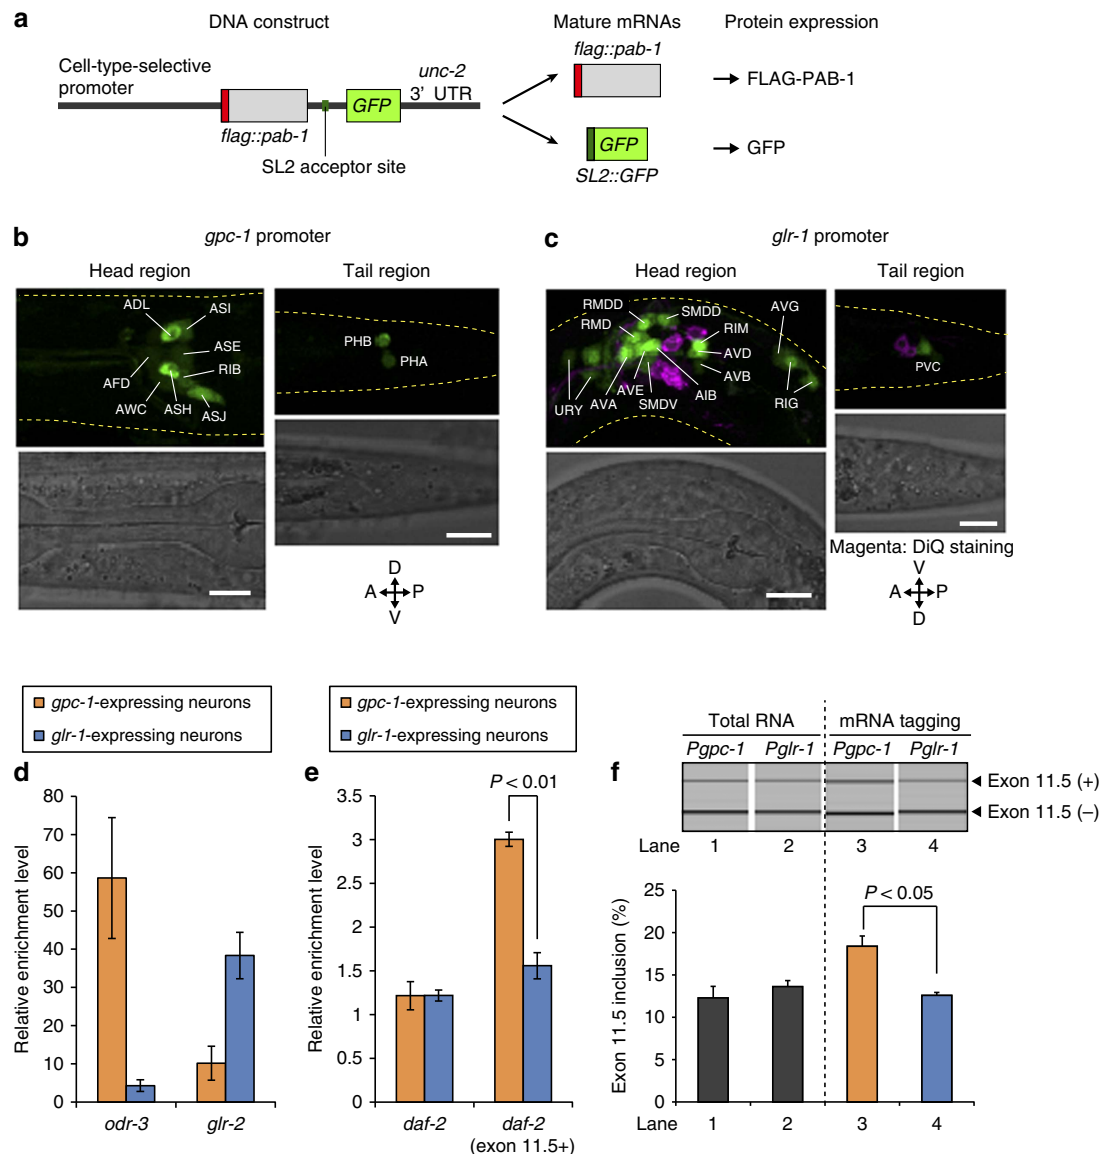 a
DNA construct
Mature mRNAs
Protein expression
Cell-type-selective
promoter
unc-2
3' UTR
GFP
flag::pab-1
SL2 acceptor site
flag::pab-1
FLAG-PAB-1
GFP
SL2::GFP
GFP
b
gpc-1 promoter
Head region
Tail region
ADL
ASI
ASE
RIB
AFD
AWC
ASH
ASJ
PHB
PHA
D
A
P
V
c
glr-1 promoter
Head region
Tail region
RMDD
SMDD
RMD
RIM
AVG
AVD
AVB
AVE
AIB
URY
AVA
SMDV
RIG
PVC
Magenta: DiQ staining
V
A
P
D
gpc-1-expressing neurons
glr-1-expressing neurons
d
Relative enrichment level
80
70
60
50
40
30
20
10
0
odr-3
glr-2
gpc-1-expressing neurons
glr-1-expressing neurons
e
P < 0.01
Relative enrichment level
3.5
3
2.5
2
1.5
1
0.5
0
daf-2
daf-2
(exon 11.5+)
f
Total RNA
mRNA tagging
Pgpc-1
Pglr-1
Pgpc-1
Pglr-1
Exon 11.5 (+)
Exon 11.5 (–)
Lane 1 2 3 4
P < 0.05
Exon 11.5 inclusion (%)
25
20
15
10
5
0
Lane 1 2 3 4